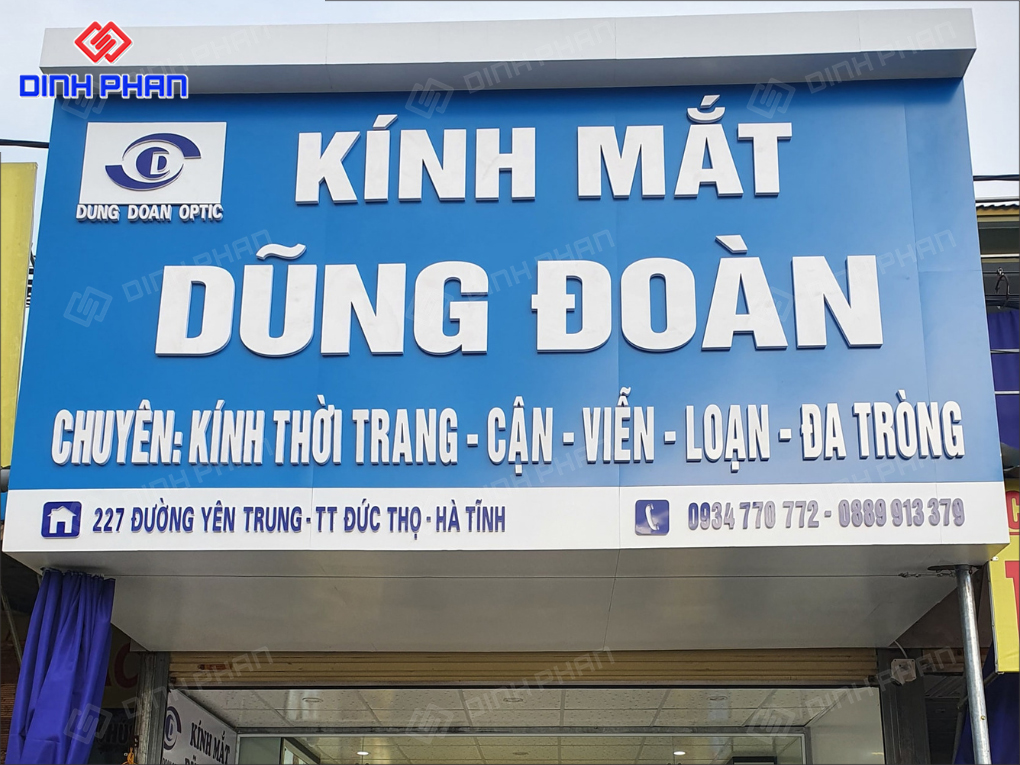 DINH PHAN
D
DUNG DOAN OPTIC
KÍNH MẮT
DŨNG ĐOÀN
CHUYÊN: KÍNH THỜI TRANG - CẬN - VIỄN - LOẠN - ĐA TRÒNG
227 ĐƯỜNG YÊN TRUNG - TT ĐỨC THỌ - HÀ TĨNH
0934 770 772 - 0889 913 379
KÍNH MẮT